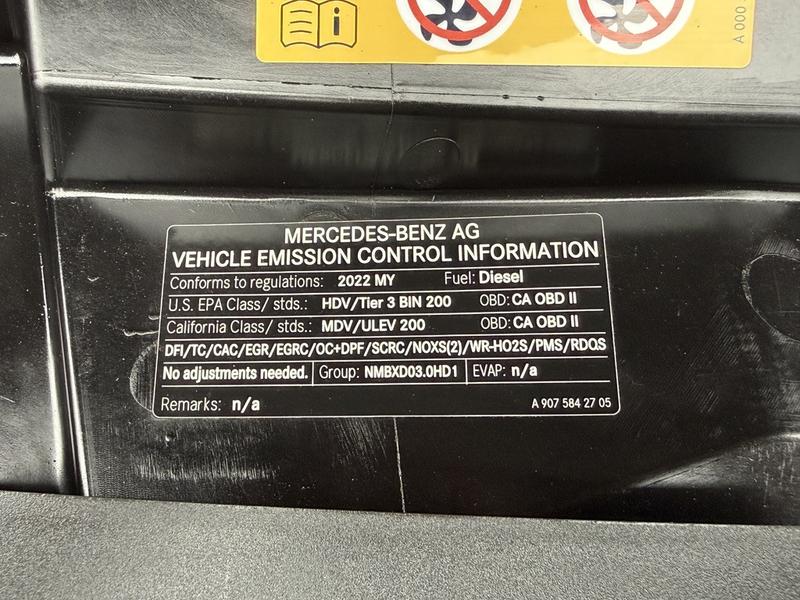 A 000
MERCEDES-BENZ AG
VEHICLE EMISSION CONTROL INFORMATION
Conforms to regulations: 2022 MY Fuel: Diesel
U.S. EPA Class/ stds.: HDV/Tier 3 BIN 200 OBD: CA OBD II
California Class/ stds.: MDV/ULEV 200 OBD: CA OBD II
DFI/TC/CAC/EGR/EGRC/OC+DPF/SCRC/NOXS(2)/WR-HO2S/PMS/RDQS
No adjustments needed. Group: NMBXD03.0HD1 EVAP: n/a
Remarks: n/a A 907 584 27 05